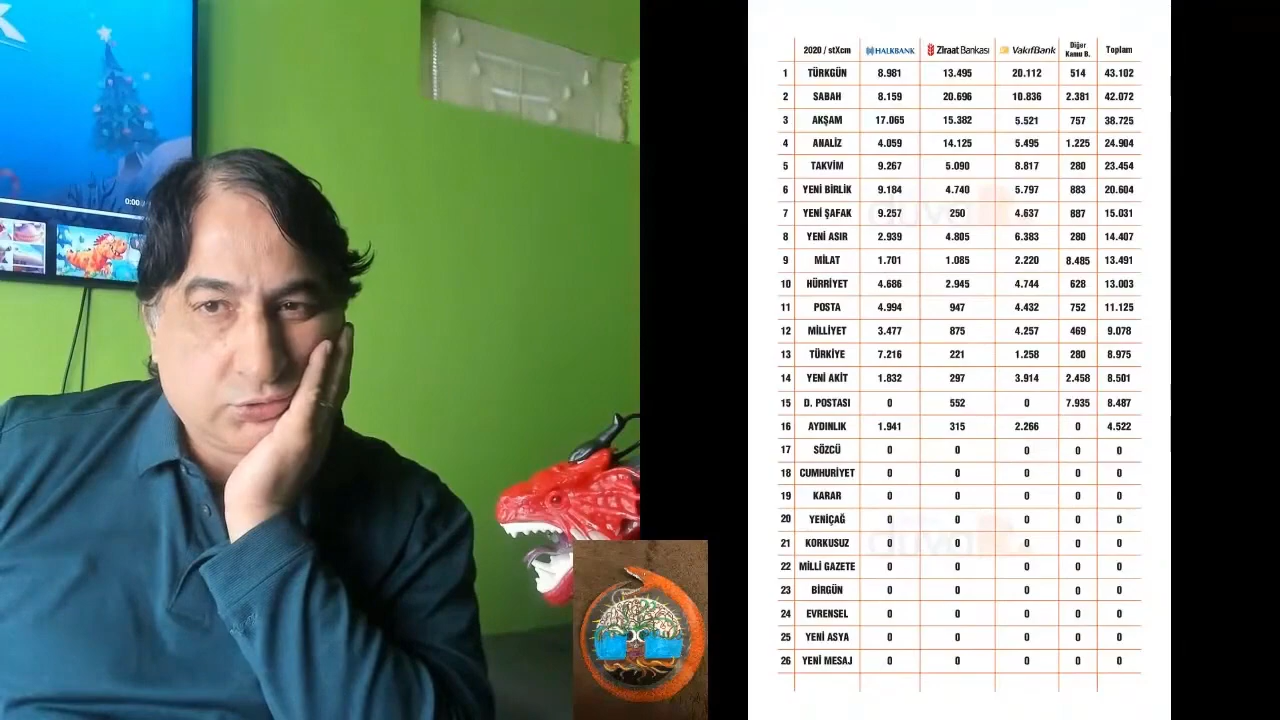 0:00
2020 / stXcm HALKBANK Ziraat Bankası VakıfBank Diğer Kamu B. Toplam
1 TÜRKGÜN 8.981 13.495 20.112 514 43.102
2 SABAH 8.159 20.696 10.836 2.381 42.072
3 AKŞAM 17.065 15.382 5.521 757 38.725
4 ANALİZ 4.059 14.125 5.495 1.225 24.904
5 TAKVİM 9.267 5.090 8.817 280 23.454
6 YENİ BİRLİK 9.184 4.740 5.797 883 20.604
7 YENİ ŞAFAK 9.257 250 4.637 887 15.031
8 YENİ ASIR 2.939 4.805 6.383 280 14.407
9 MİLAT 1.701 1.085 2.220 8.485 13.491
10 HÜRRİYET 4.686 2.945 4.744 628 13.003
11 POSTA 4.994 947 4.432 752 11.125
12 MİLLİYET 3.477 875 4.257 469 9.078
13 TÜRKİYE 7.216 221 1.258 280 8.975
14 YENİ AKİT 1.832 297 3.914 2.458 8.501
15 D. POSTASI 0 552 0 7.935 8.487
16 AYDINLIK 1.941 315 2.266 0 4.522
17 SÖZCÜ 0 0 0 0 0
18 CUMHURİYET 0 0 0 0 0
19 KARAR 0 0 0 0 0
20 YENİÇAĞ 0 0 0 0 0
21 KORKUSUZ 0 0 0 0 0
22 MİLLİ GAZETE 0 0 0 0 0
23 BİRGÜN 0 0 0 0 0
24 EVRENSEL 0 0 0 0 0
25 YENİ ASYA 0 0 0 0 0
26 YENİ MESAJ 0 0 0 0 0